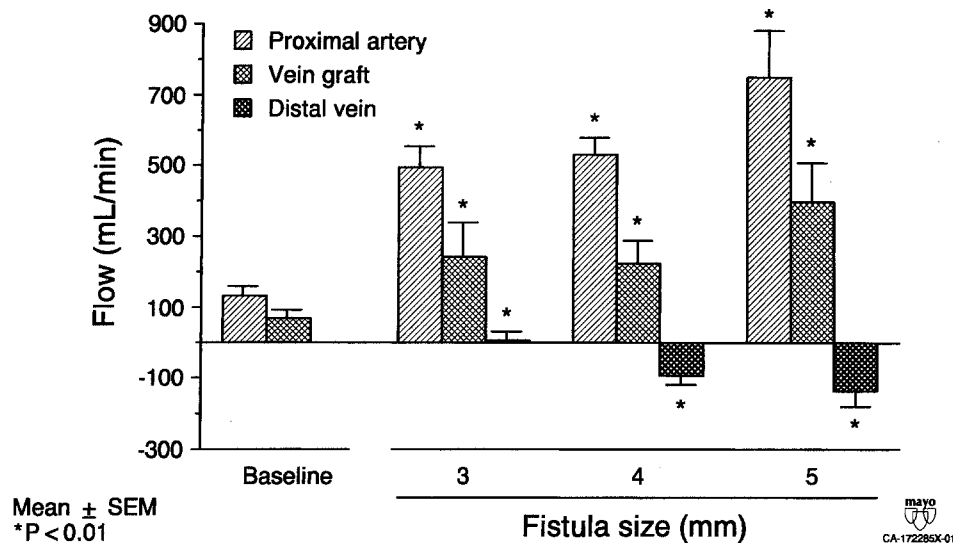 900
700
500
300
100
-100
-300
Flow (mL/min)
Proximal artery
Vein graft
Distal vein
*
*
*
*
*
*
*
*
*
Baseline
3
4
5
Fistula size (mm)
Mean ± SEM
*P < 0.01
mayo
CA-172285X-01